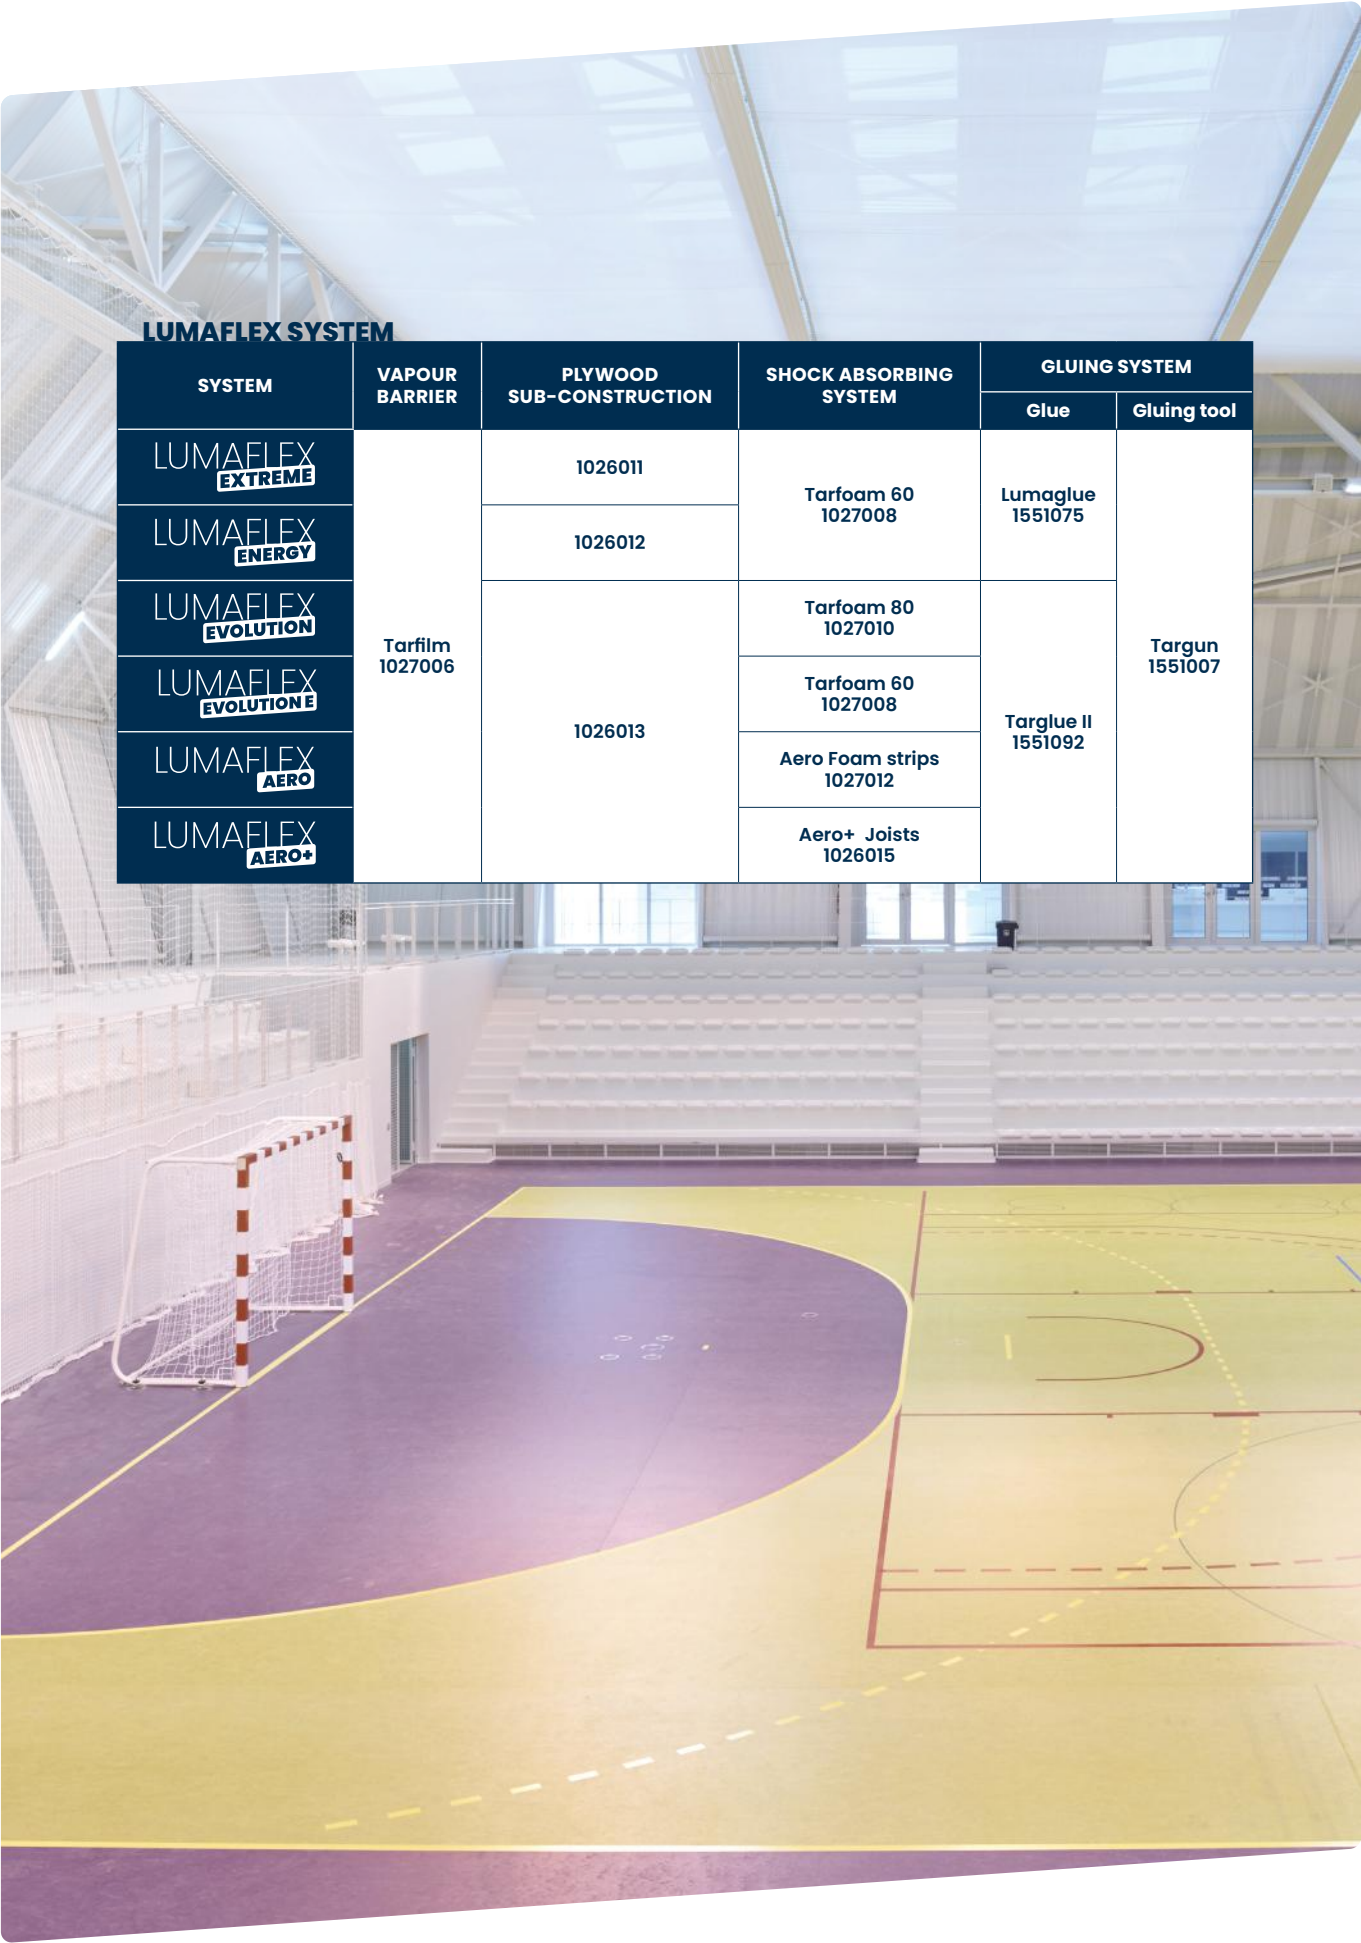 LUMAFLEX SYSTEM
SYSTEM
VAPOUR
BARRIER
PLYWOOD
SUB-CONSTRUCTION
SHOCK ABSORBING
SYSTEM
GLUING SYSTEM
Glue
Gluing tool
LUMAFLEX
EXTREME
LUMAFLEX
ENERGY
LUMAFLEX
EVOLUTION
LUMAFLEX
EVOLUTION E
LUMAFLEX
AERO
LUMAFLEX
AERO+
Tarfilm
1027006
1026011
1026012
1026013
Tarfoam 60
1027008
Tarfoam 80
1027010
Tarfoam 60
1027008
Aero Foam strips
1027012
Aero+ Joists
1026015
Lumaglue
1551075
Targlue II
1551092
Targun
1551007